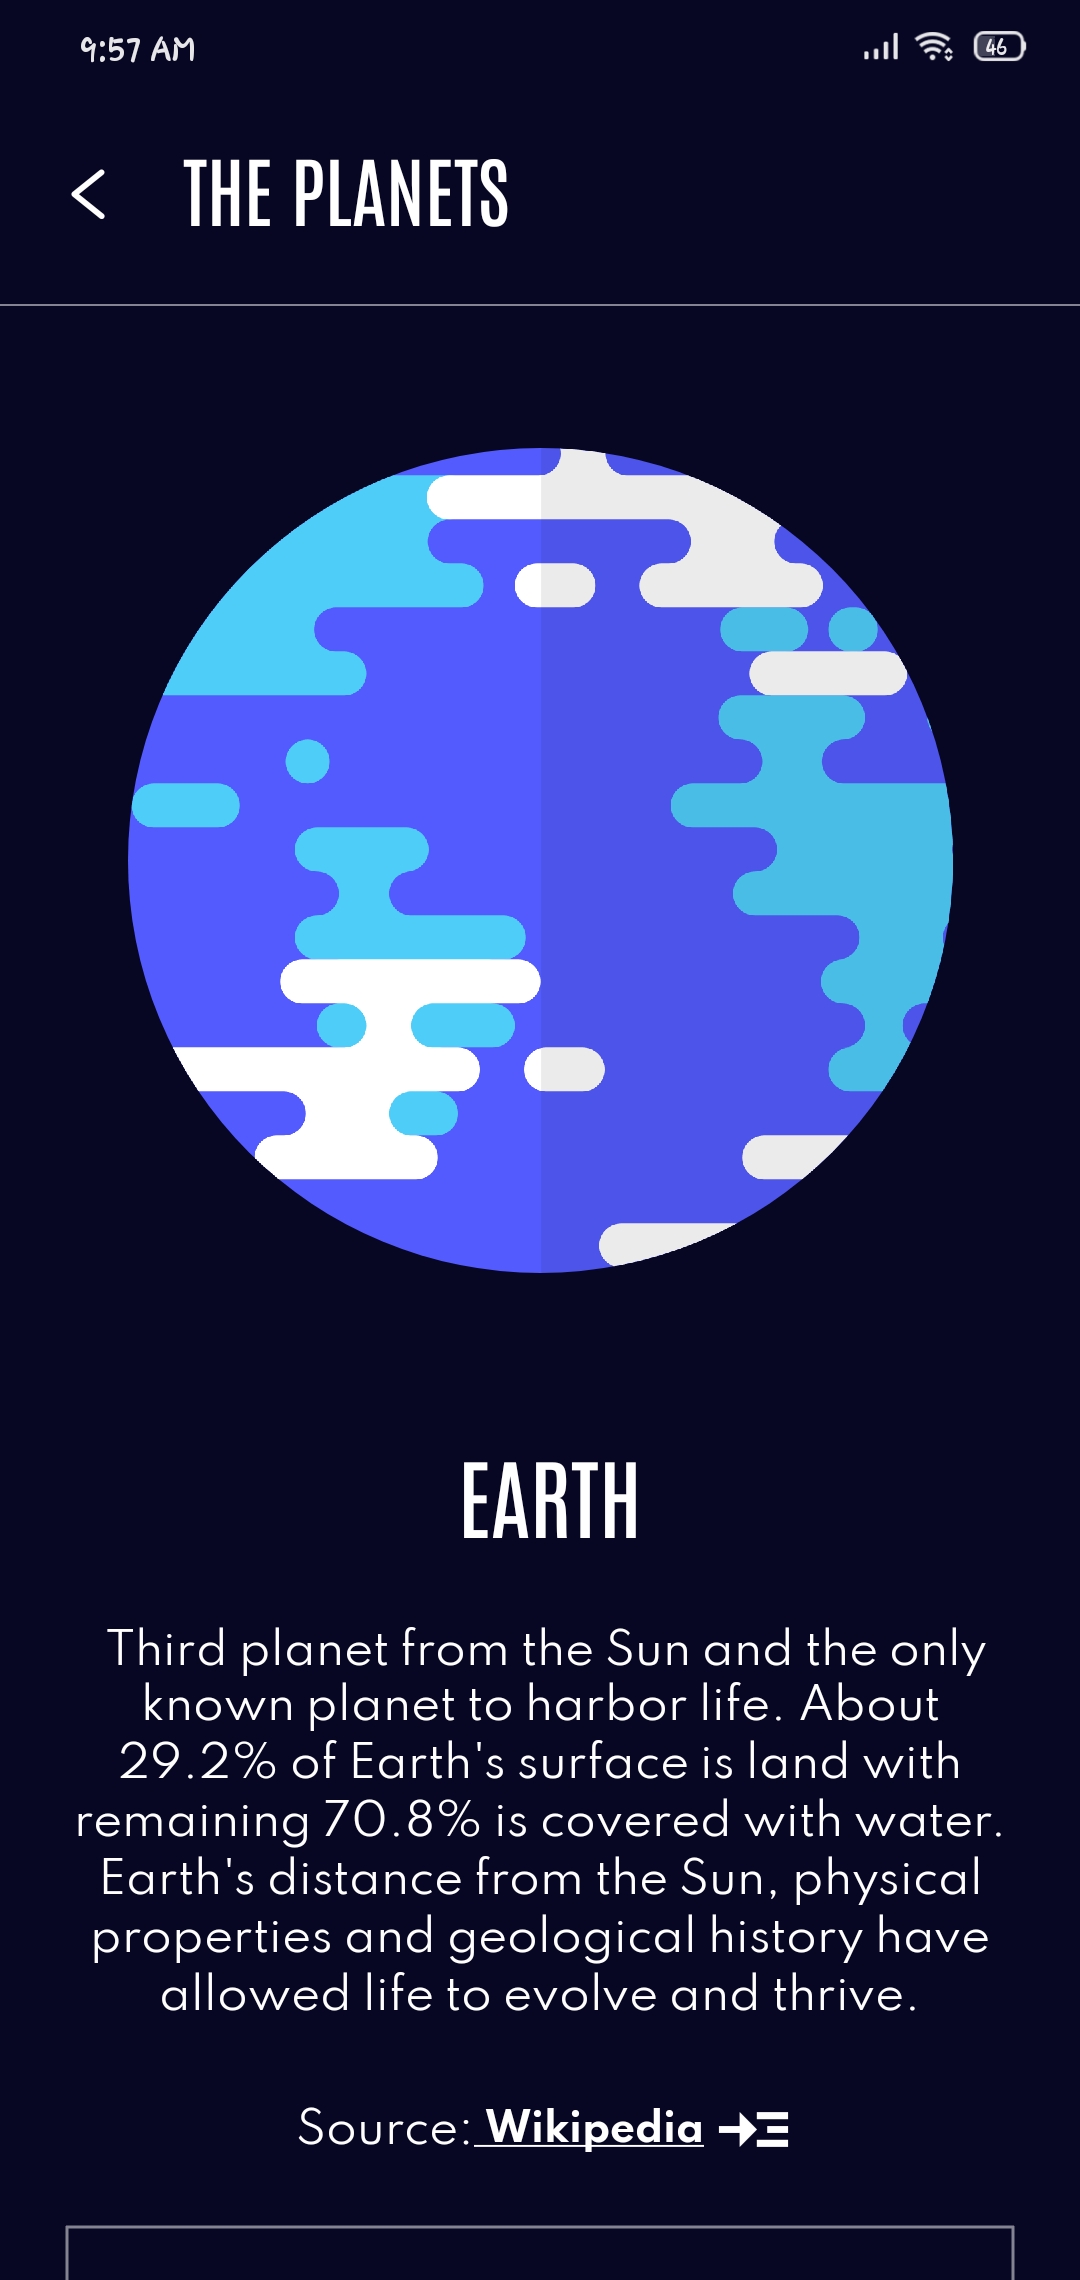 9:57 AM
46
THE PLANETS
EARTH
Third planet from the Sun and the only
known planet to harbor life. About
29.2% of Earth's surface is land with
remaining 70.8% is covered with water.
Earth's distance from the Sun, physical
properties and geological history have
allowed life to evolve and thrive.
Source: Wikipedia